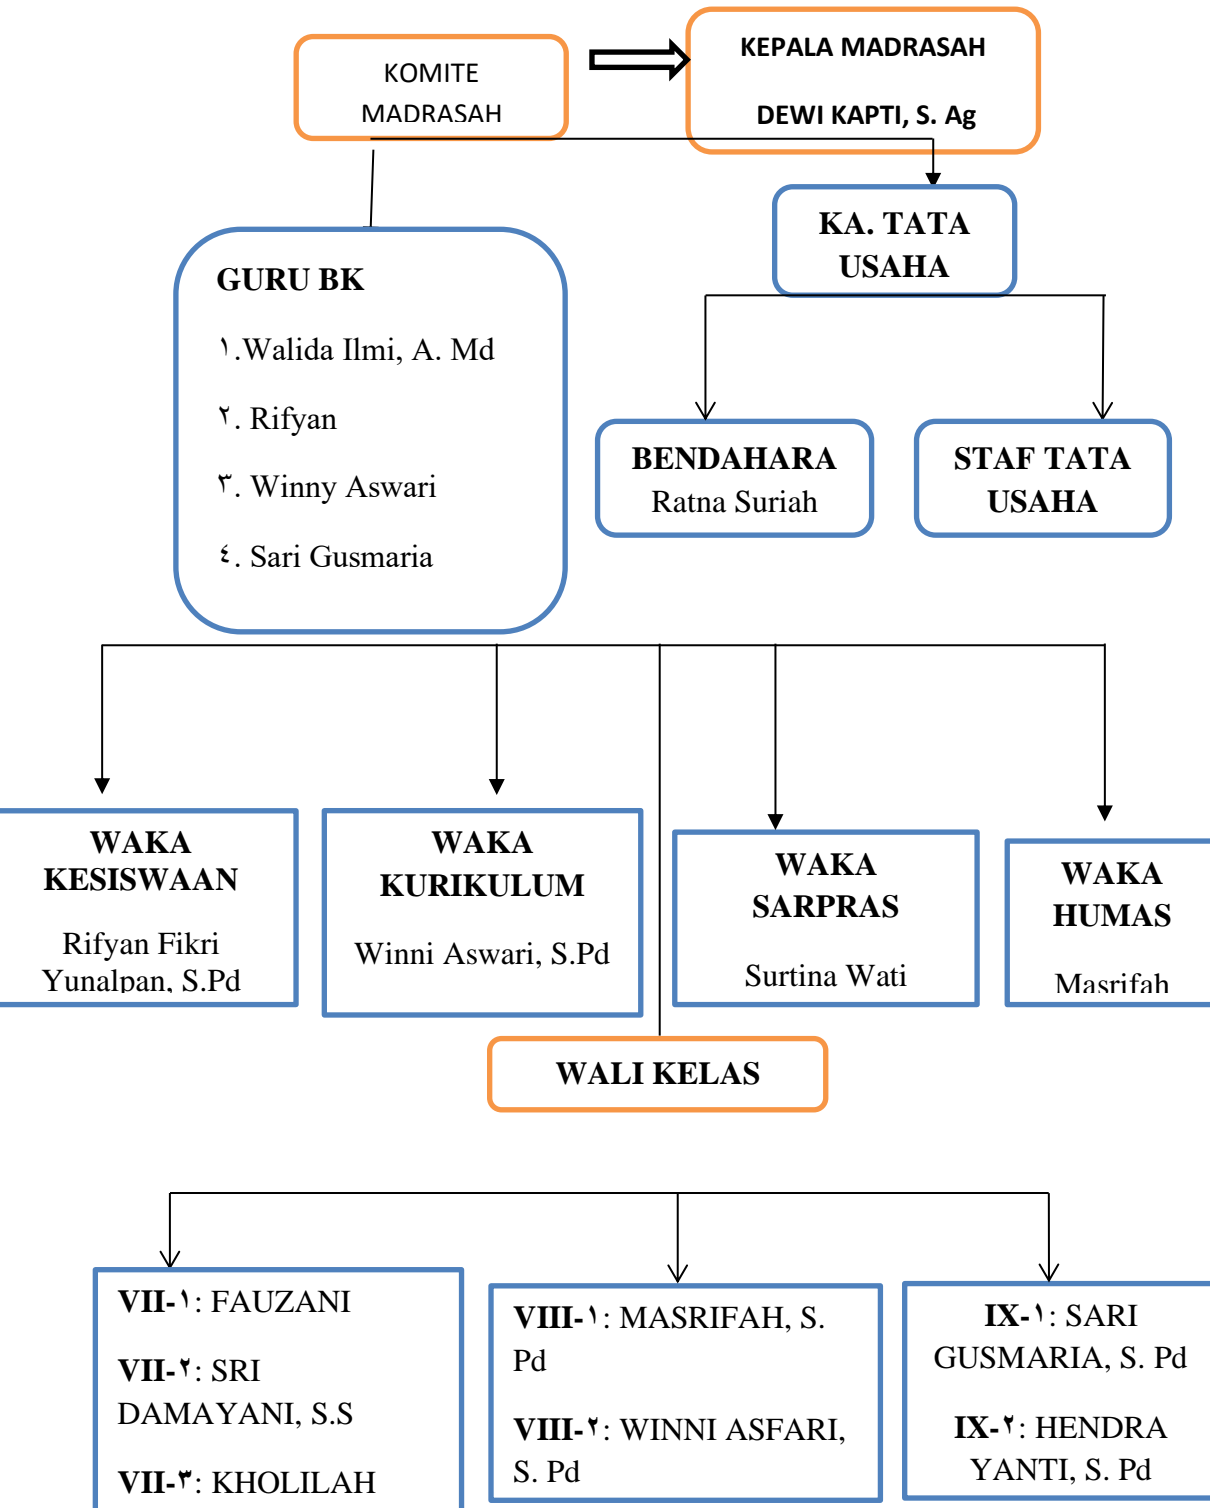 KOMITE
MADRASAH
KEPALA MADRASAH
DEWI KAPTI, S. Ag
KA. TATA
USAHA
GURU BK
١.Walida Ilmi, A. Md
٢. Rifyan
٣. Winny Aswari
٤. Sari Gusmaria
BENDAHARA
Ratna Suriah
STAF TATA
USAHA
WAKA
KESISWAAN
Rifyan Fikri
Yunalpan, S.Pd
WAKA
KURIKULUM
Winni Aswari, S.Pd
WAKA
SARPRAS
Surtina Wati
WAKA
HUMAS
Masrifah
WALI KELAS
VII-١: FAUZANI
VII-٢: SRI
DAMAYANI, S.S
VII-٣: KHOLILAH
VIII-١: MASRIFAH, S.
Pd
VIII-٢: WINNI ASFARI,
S. Pd
IX-١: SARI
GUSMARIA, S. Pd
IX-٢: HENDRA
YANTI, S. Pd